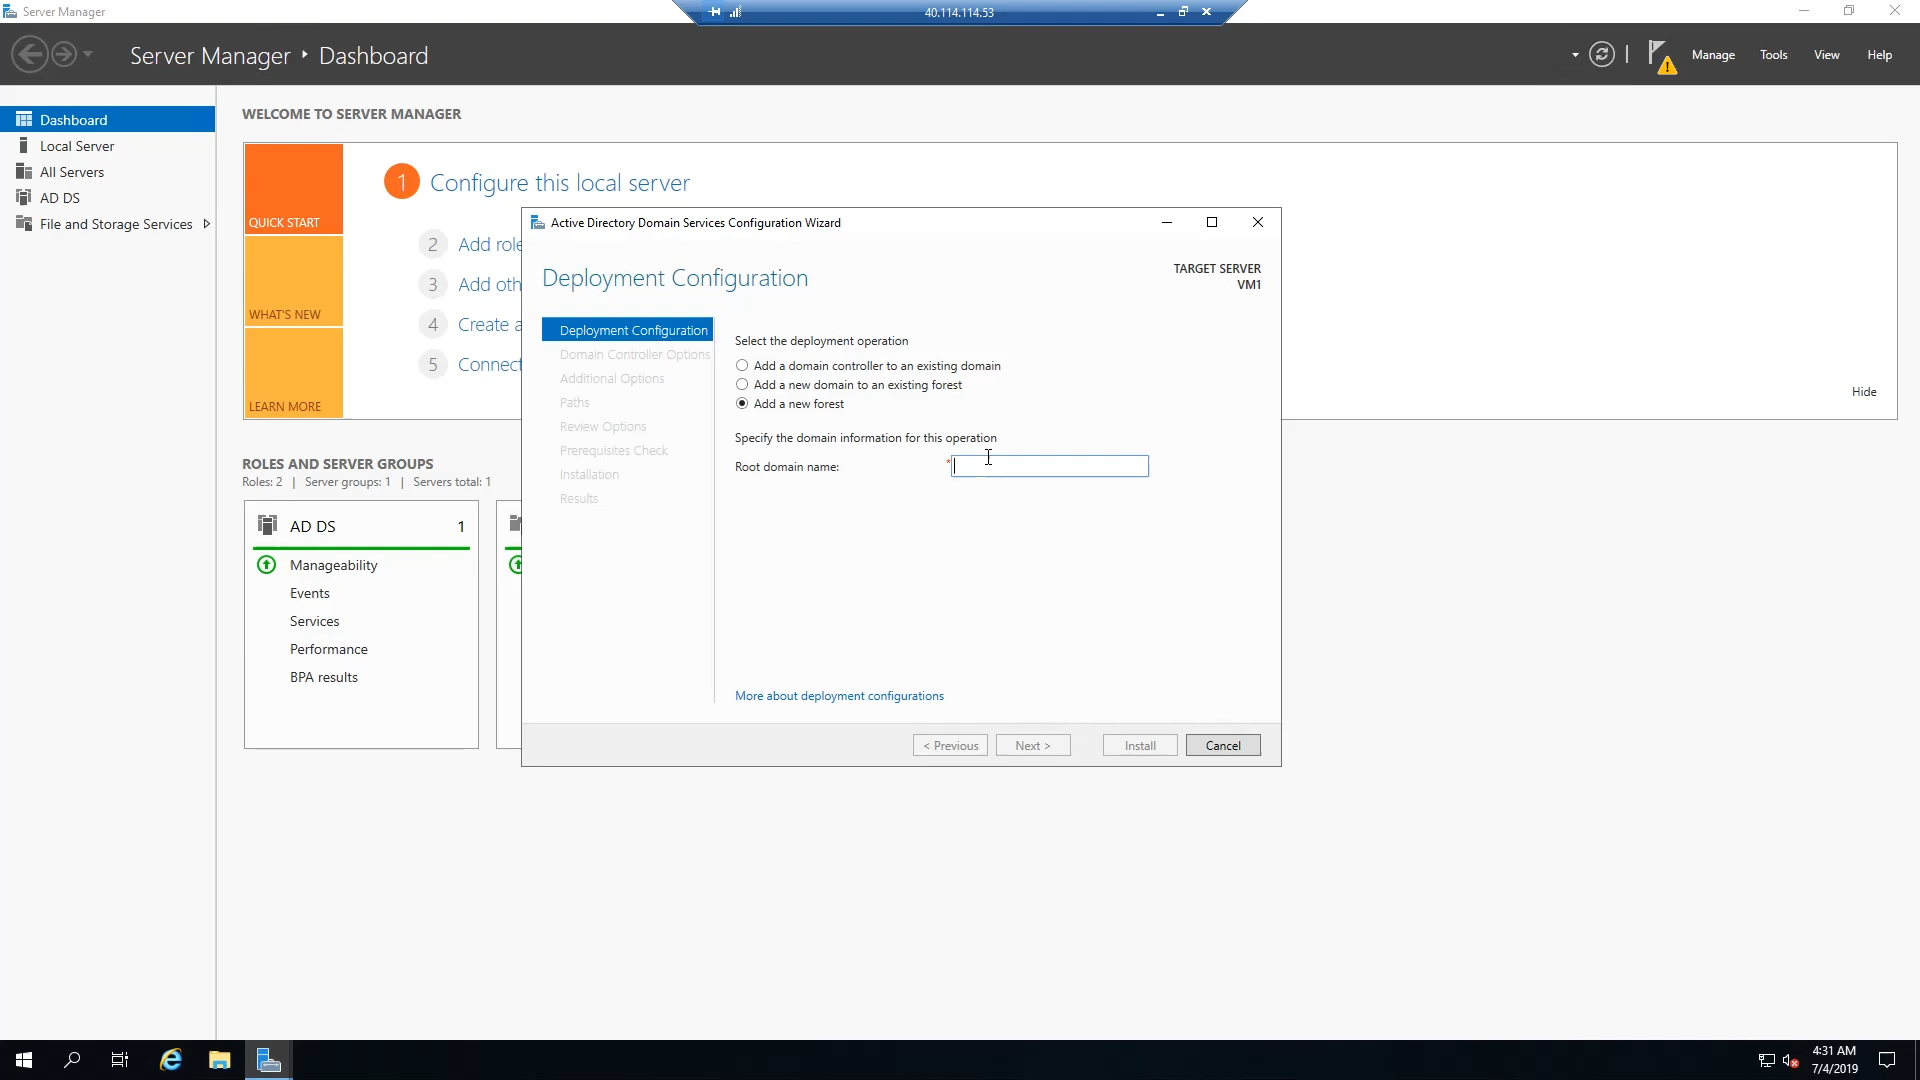 Server Manager
40.114.114.53
Server Manager ‣ Dashboard
Manage Tools View Help
Dashboard
Local Server
All Servers
AD DS
File and Storage Services
WELCOME TO SERVER MANAGER
QUICK START
WHAT'S NEW
LEARN MORE
1 Configure this local server
2 Add role
3 Add oth
4 Create a
5 Connect
Hide
ROLES AND SERVER GROUPS
Roles: 2 | Server groups: 1 | Servers total: 1
AD DS 1
Manageability
Events
Services
Performance
BPA results
Active Directory Domain Services Configuration Wizard
Deployment Configuration
TARGET SERVER
VM1
Deployment Configuration
Domain Controller Options
Additional Options
Paths
Review Options
Prerequisites Check
Installation
Results
Select the deployment operation
Add a domain controller to an existing domain
Add a new domain to an existing forest
Add a new forest
Specify the domain information for this operation
Root domain name: *
More about deployment configurations
< Previous Next > Install Cancel
4:31 AM
7/4/2019